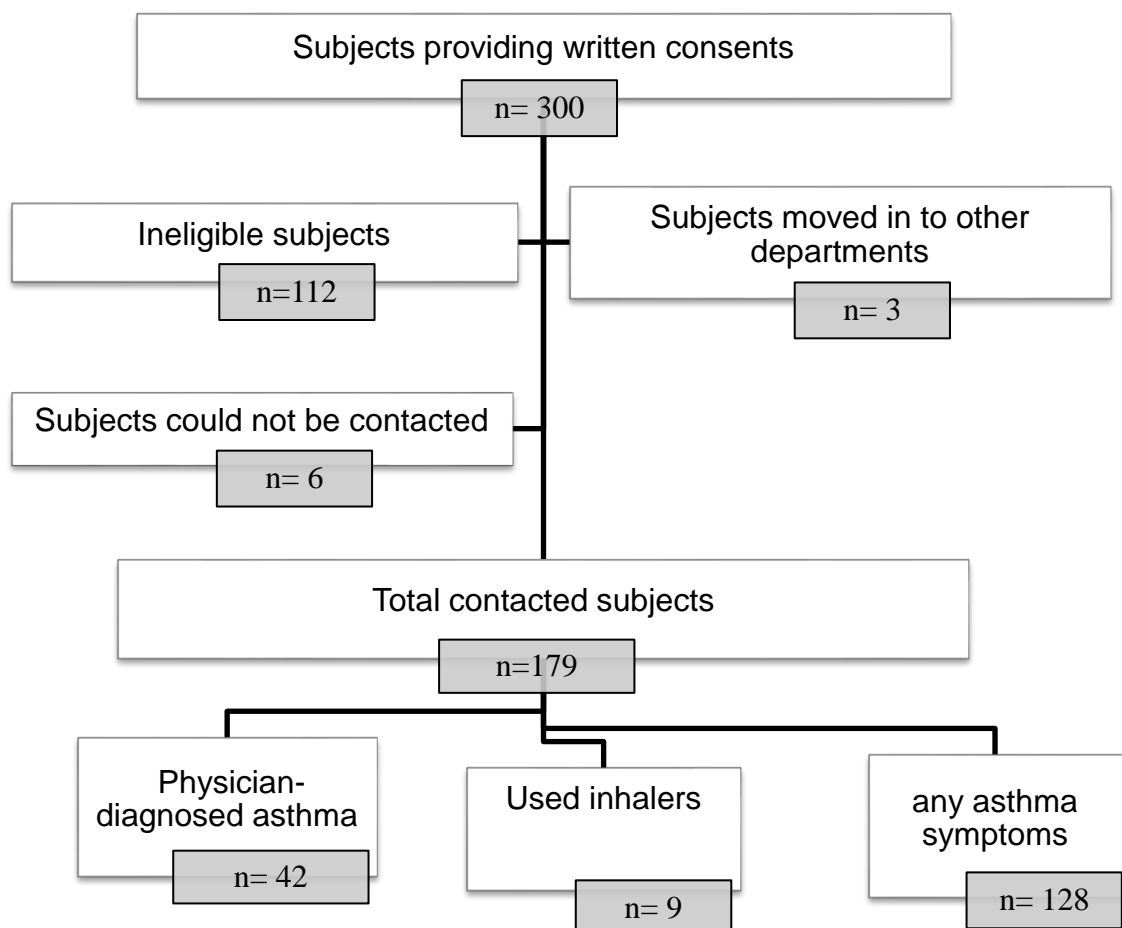 Subjects providing written consents
n= 300
Ineligible subjects
n=112
Subjects moved in to other
departments
n= 3
Subjects could not be contacted
n= 6
Total contacted subjects
n=179
Physician-
diagnosed asthma
n= 42
Used inhalers
n= 9
any asthma
symptoms
n= 128